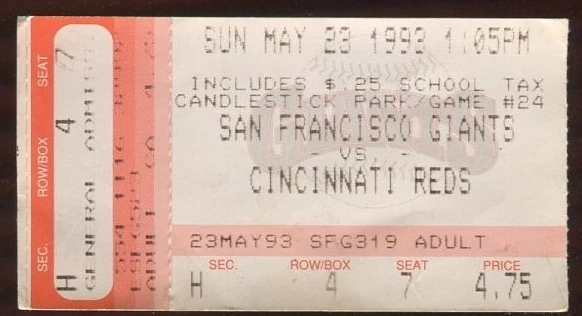 SUN MAY 23 1993 1:05PM
INCLUDES $.25 SCHOOL TAX
CANDLESTICK PARK/GAME #24
SAN FRANCISCO GIANTS
- VS. -
CINCINNATI REDS
23MAY93 SFG319 ADULT
SEC. ROW/BOX SEAT PRICE
H 4 7 4.75
SEC. ROW/BOX SEAT
H 4 7
GENERAL ADMISS